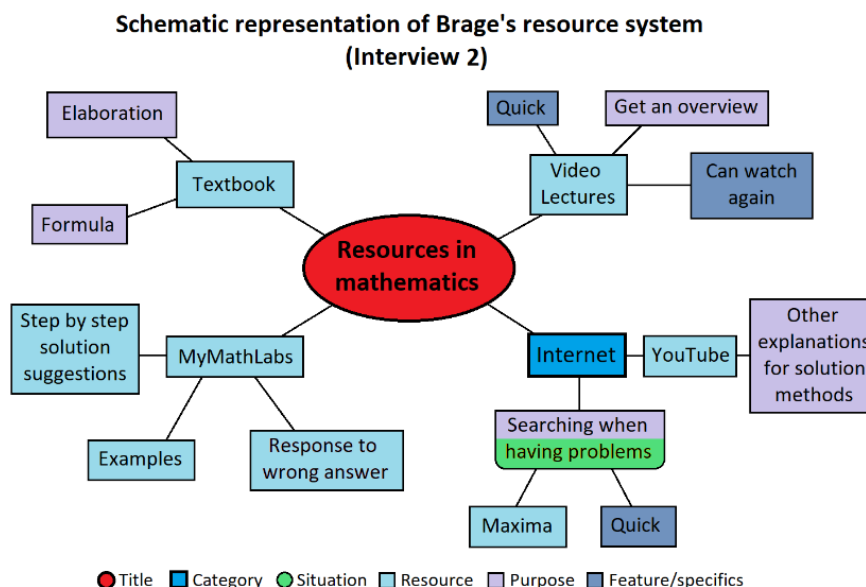 Schematic representation of Brage's resource system
(Interview 2)
Elaboration
Textbook
Formula
Quick
Get an overview
Video
Lectures
Can watch
again
Resources in
mathematics
Step by step
solution
suggestions
MyMathLabs
Examples
Response to
wrong answer
Internet
YouTube
Other
explanations
for solution
methods
Searching when
having problems
Maxima
Quick
Title Category Situation Resource Purpose Feature/specifics